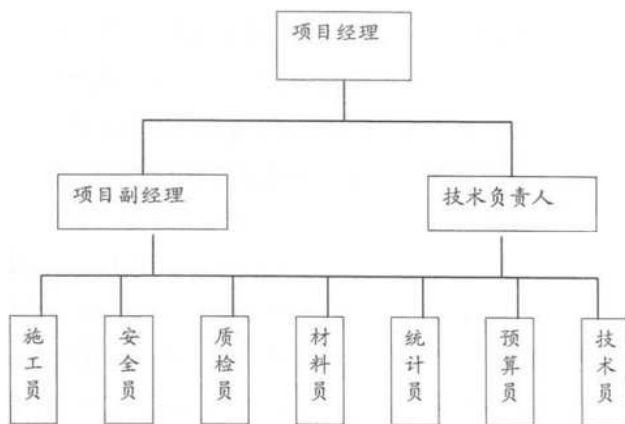 项目经理
项目副经理
技术负责人
施工员
安全员
质检员
材料员
统计员
预算员
技术员